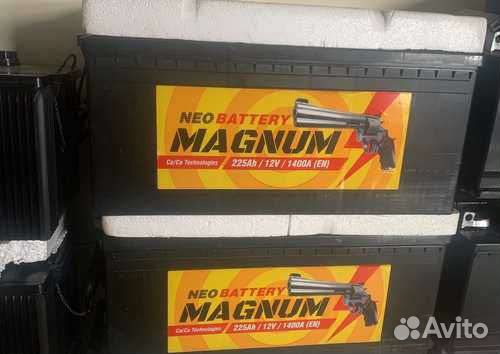 NEO BATTERY
MAGNUM
Ca/Ca Technologies
225Ah / 12V / 1400A (EN)
NEO BATTERY
MAGNUM
Ca/Ca Technologies
225Ah / 12V / 1400A (EN)
Avito